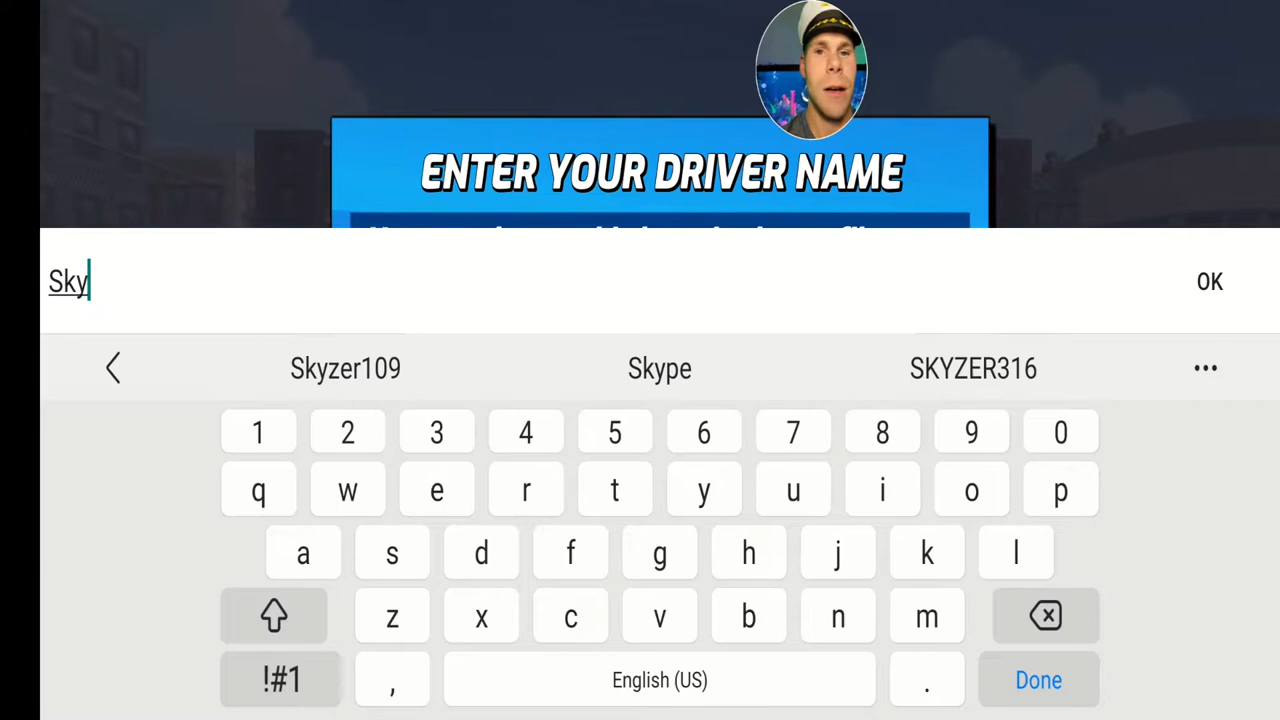 ENTER YOUR DRIVER NAME
Sky
OK
Skyzer109 Skype SKYZER316 •••
1 2 3 4 5 6 7 8 9 0
q w e r t y u i o p
a s d f g h j k l
z x c v b n m
!#1 , English (US) . Done